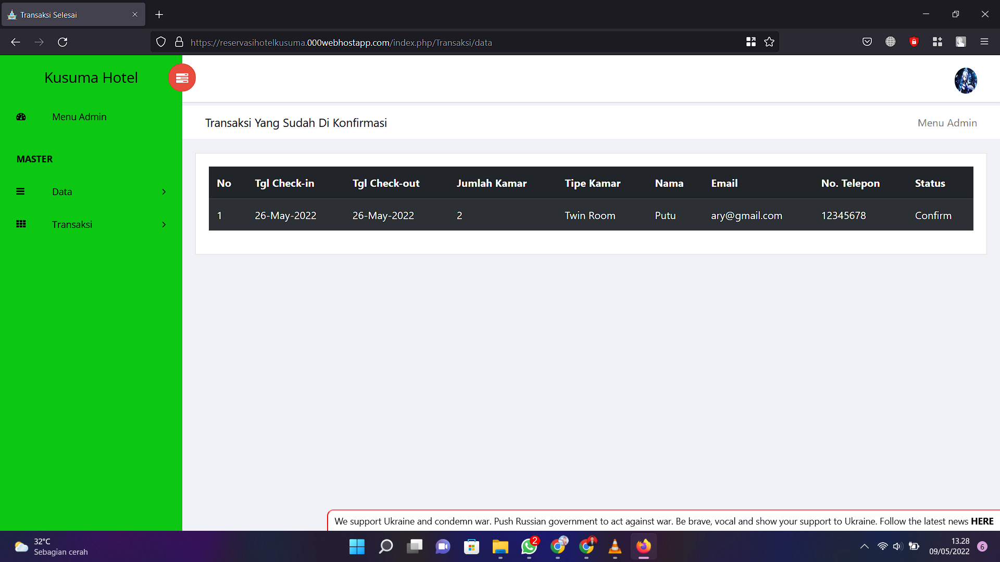 Transaksi Selesai
https://reservasihotelkusuma.000webhostapp.com/index.php/Transaksi/data
Kusuma Hotel
Menu Admin
MASTER
Data
Transaksi
Transaksi Yang Sudah Di Konfirmasi
Menu Admin
No Tgl Check-in Tgl Check-out Jumlah Kamar Tipe Kamar Nama Email No. Telepon Status
1 26-May-2022 26-May-2022 2 Twin Room Putu ary@gmail.com 12345678 Confirm
We support Ukraine and condemn war. Push Russian government to act against war. Be brave, vocal and show your support to Ukraine. Follow the latest news HERE
32°C
Sebagian cerah
2
13.28
09/05/2022
6